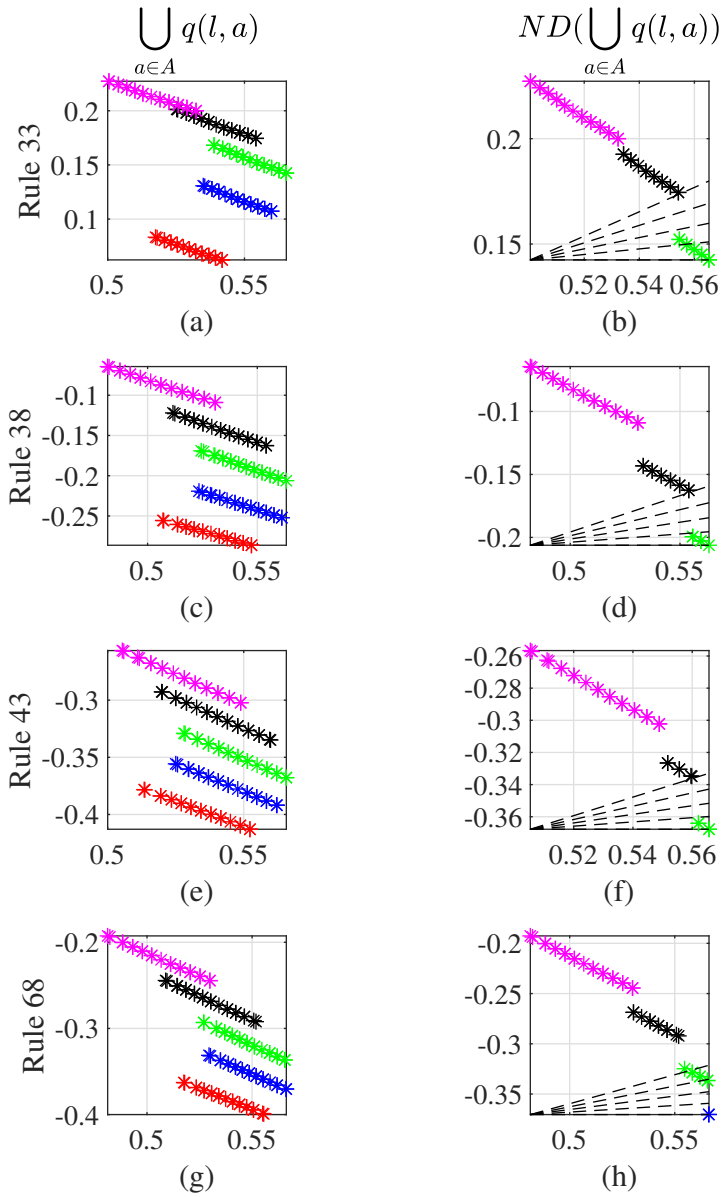 ⋃ q(l, a)
a∈A
ND(⋃ q(l, a))
a∈A
Rule 33
0.2
0.15
0.1
0.5 0.55
(a)
0.2
0.15
0.52 0.54 0.56
(b)
Rule 38
-0.1
-0.15
-0.2
-0.25
0.5 0.55
(c)
-0.1
-0.15
-0.2
0.5 0.55
(d)
Rule 43
-0.3
-0.35
-0.4
0.5 0.55
(e)
-0.26
-0.28
-0.3
-0.32
-0.34
-0.36
0.52 0.54 0.56
(f)
Rule 68
-0.2
-0.3
-0.4
0.5 0.55
(g)
-0.2
-0.25
-0.3
-0.35
0.5 0.55
(h)